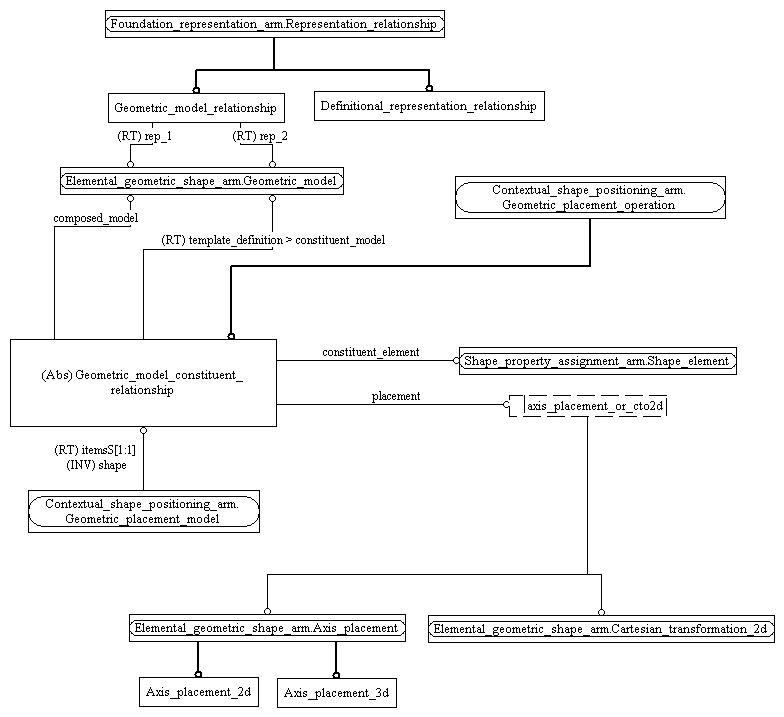 Foundation_representation_arm.Representation_relationship
Geometric_model_relationship
Definitional_representation_relationship
(RT) rep_1
(RT) rep_2
Elemental_geometric_shape_arm.Geometric_model
Contextual_shape_positioning_arm.
Geometric_placement_operation
composed_model
(RT) template_definition > constituent_model
(Abs) Geometric_model_constituent_
relationship
constituent_element
Shape_property_assignment_arm.Shape_element
placement
axis_placement_or_cto2d
(RT) itemsS[1:1]
(INV) shape
Contextual_shape_positioning_arm.
Geometric_placement_model
Elemental_geometric_shape_arm.Axis_placement
Elemental_geometric_shape_arm.Cartesian_transformation_2d
Axis_placement_2d
Axis_placement_3d